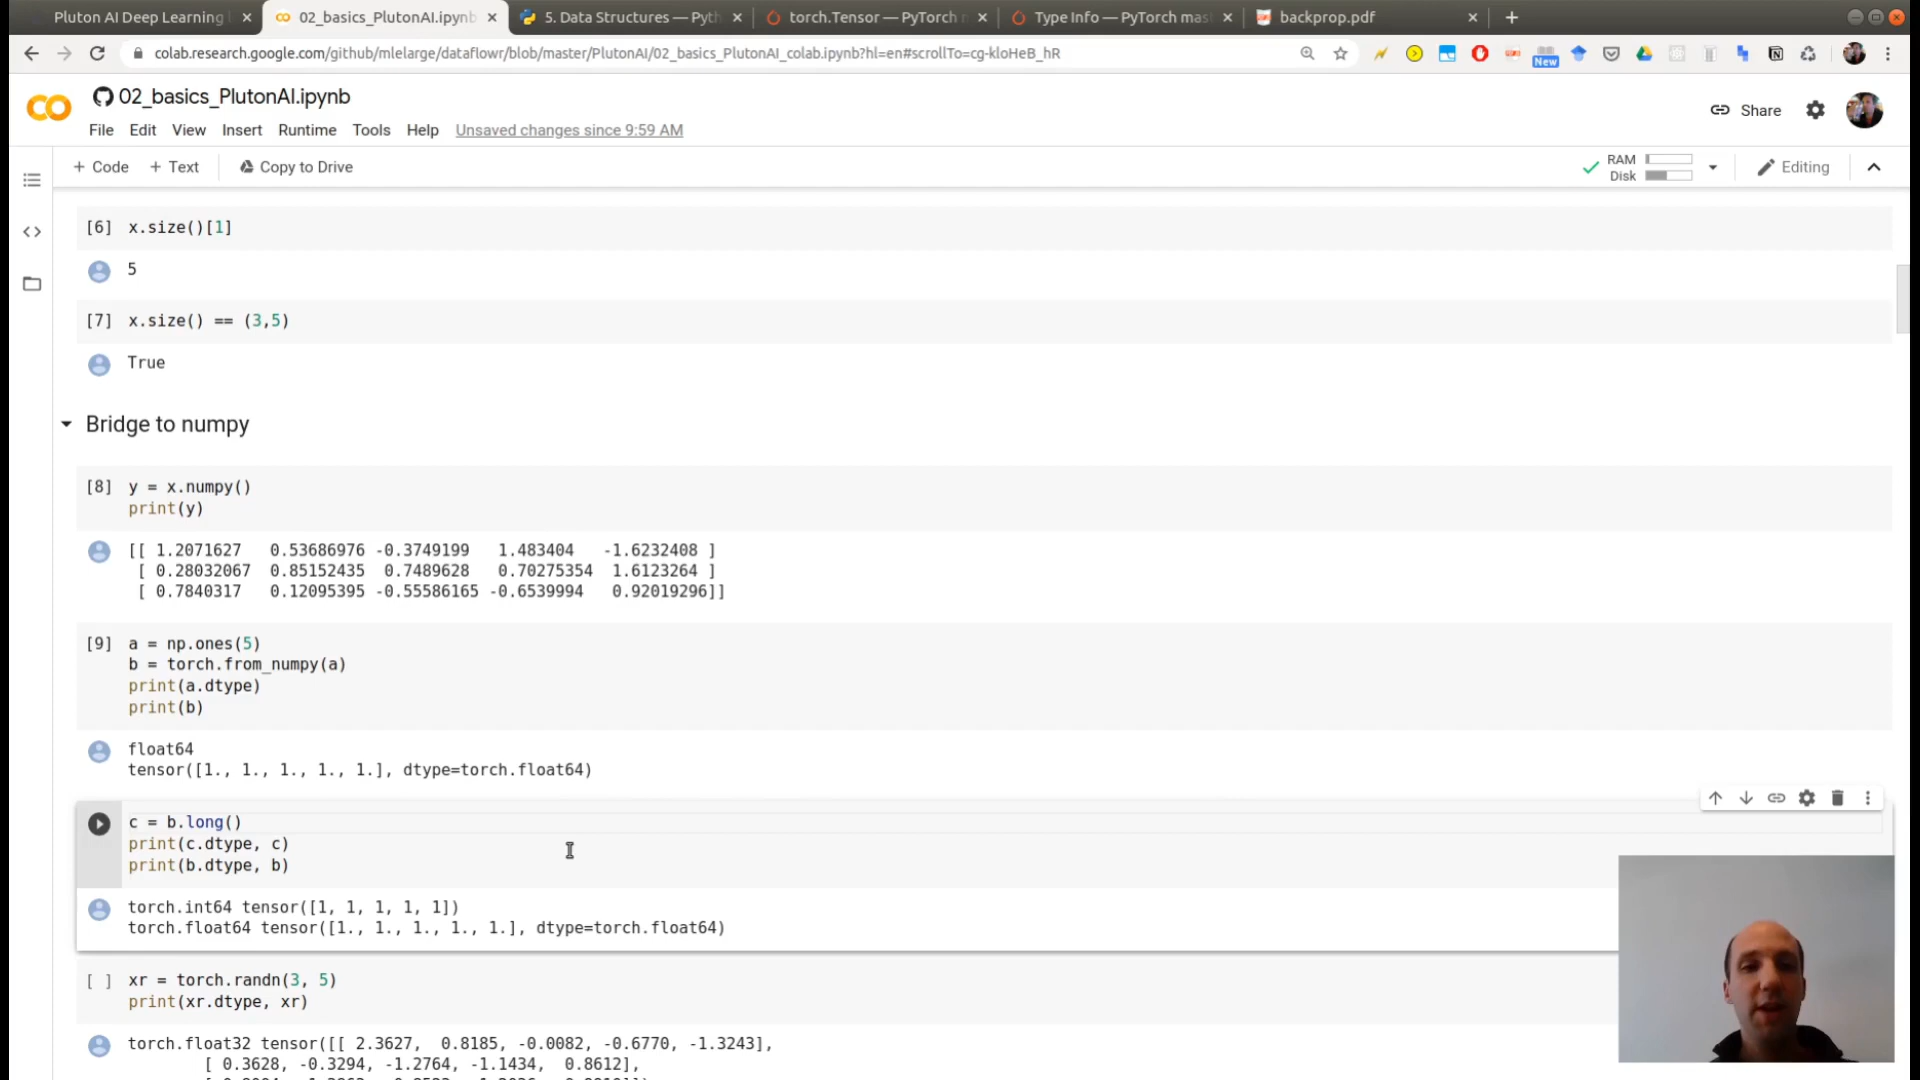 Pluton AI Deep Learning
02_basics_PlutonAI.ipynb
5. Data Structures — Pyth
torch.Tensor — PyTorch
Type Info — PyTorch mas
backprop.pdf
colab.research.google.com/github/mlelarge/dataflowr/blob/master/PlutonAI/02_basics_PlutonAI_colab.ipynb?hl=en#scrollTo=cg-kloHeB_hR
New
02_basics_PlutonAI.ipynb
Share
File Edit View Insert Runtime Tools Help Unsaved changes since 9:59 AM
+ Code + Text Copy to Drive
RAM
Disk
Editing
[6] x.size()[1]
5
[7] x.size() == (3,5)
True
Bridge to numpy
[8] y = x.numpy()
print(y)
[[ 1.2071627 0.53686976 -0.3749199 1.483404 -1.6232408 ]
[ 0.28032067 0.85152435 0.7489628 0.70275354 1.6123264 ]
[ 0.7840317 0.12095395 -0.55586165 -0.6539994 0.92019296]]
[9] a = np.ones(5)
b = torch.from_numpy(a)
print(a.dtype)
print(b)
float64
tensor([1., 1., 1., 1., 1.], dtype=torch.float64)
c = b.long()
print(c.dtype, c)
print(b.dtype, b)
torch.int64 tensor([1, 1, 1, 1, 1])
torch.float64 tensor([1., 1., 1., 1., 1.], dtype=torch.float64)
[ ] xr = torch.randn(3, 5)
print(xr.dtype, xr)
torch.float32 tensor([[ 2.3627, 0.8185, -0.0082, -0.6770, -1.3243],
[ 0.3628, -0.3294, -1.2764, -1.1434, 0.8612],